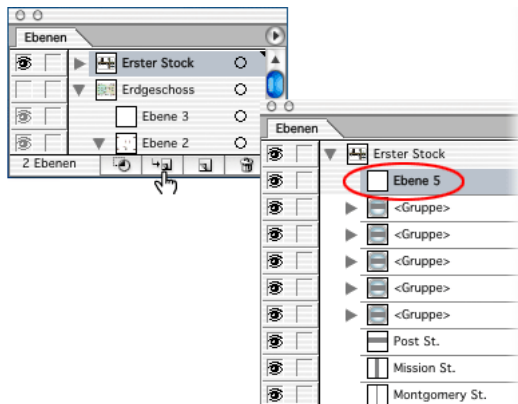 Ebenen
Erster Stock
Erdgeschoss
Ebene 3
Ebene 2
2 Ebenen
Ebenen
Erster Stock
Ebene 5
<Gruppe>
<Gruppe>
<Gruppe>
<Gruppe>
<Gruppe>
Post St.
Mission St.
Montgomery St.